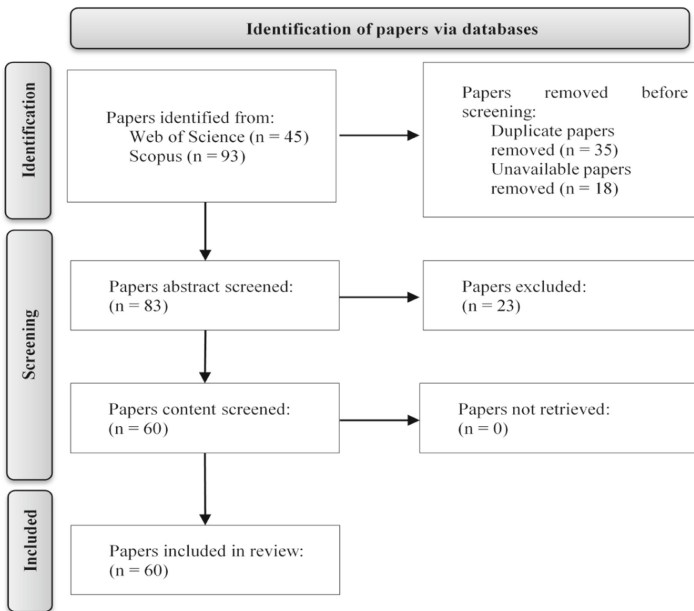 Identification of papers via databases
Identification
Papers identified from:
Web of Science (n = 45)
Scopus (n = 93)
Papers removed before
screening:
Duplicate papers
removed (n = 35)
Unavailable papers
removed (n = 18)
Screening
Papers abstract screened:
(n = 83)
Papers excluded:
(n = 23)
Papers content screened:
(n = 60)
Papers not retrieved:
(n = 0)
Included
Papers included in review:
(n = 60)